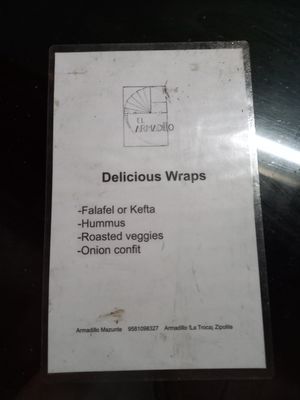 EL
ARMADILLO
Delicious Wraps
-Falafel or Kefta
-Hummus
-Roasted veggies
-Onion confit
Armadillo Mazunte 9581098327 Armadillo !La Troca¡ Zipolite